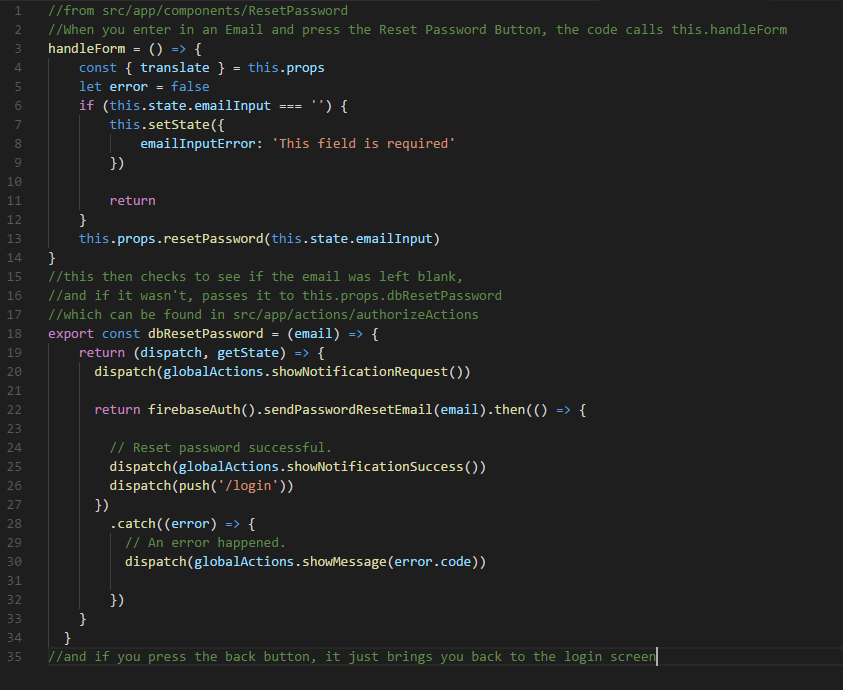 1 //from src/app/components/ResetPassword
2 //When you enter in an Email and press the Reset Password Button, the code calls this.handleForm
3 handleForm = () => {
4     const { translate } = this.props
5     let error = false
6     if (this.state.emailInput === '') {
7         this.setState({
8             emailInputError: 'This field is required'
9         })
10
11         return
12     }
13     this.props.resetPassword(this.state.emailInput)
14 }
15 //this then checks to see if the email was left blank,
16 //and if it wasn't, passes it to this.props.dbResetPassword
17 //which can be found in src/app/actions/authorizeActions
18 export const dbResetPassword = (email) => {
19     return (dispatch, getState) => {
20       dispatch(globalActions.showNotificationRequest())
21
22       return firebaseAuth().sendPasswordResetEmail(email).then(() => {
23
24         // Reset password successful.
25         dispatch(globalActions.showNotificationSuccess())
26         dispatch(push('/login'))
27       })
28         .catch((error) => {
29           // An error happened.
30           dispatch(globalActions.showMessage(error.code))
31
32         })
33     }
34   }
35 //and if you press the back button, it just brings you back to the login screen